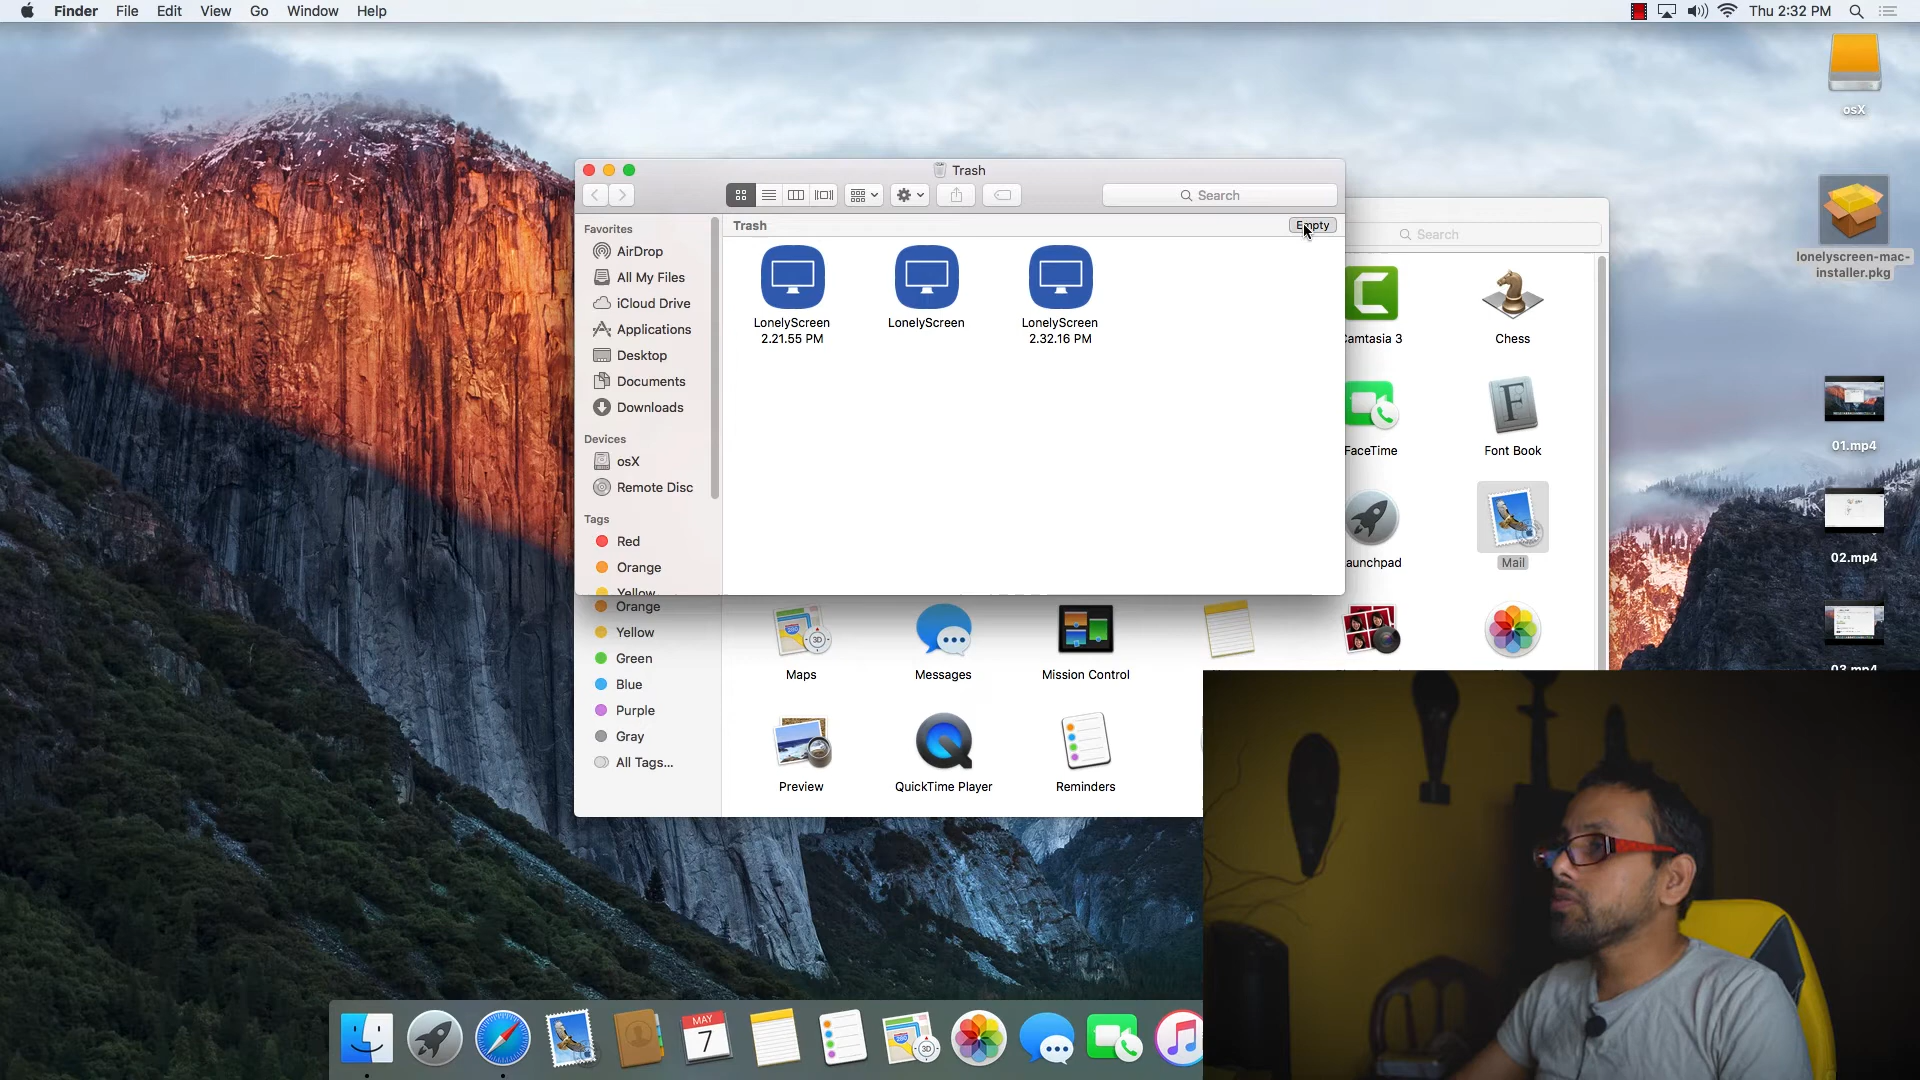 Finder File Edit View Go Window Help
Thu 2:32 PM
osX
lonelyscreen-mac-
installer.pkg
01.mp4
02.mp4
03.mp4
Trash
Search
Trash
Empty
Favorites
AirDrop
All My Files
iCloud Drive
Applications
Desktop
Documents
Downloads
Devices
osX
Remote Disc
Tags
Red
Orange
Yellow
LonelyScreen
2.21.55 PM
LonelyScreen
LonelyScreen
2.32.16 PM
Search
Camtasia 3
Chess
FaceTime
Font Book
Launchpad
Mail
Orange
Yellow
Green
Blue
Purple
Gray
All Tags...
Maps
Messages
Mission Control
Preview
QuickTime Player
Reminders
MAY
7